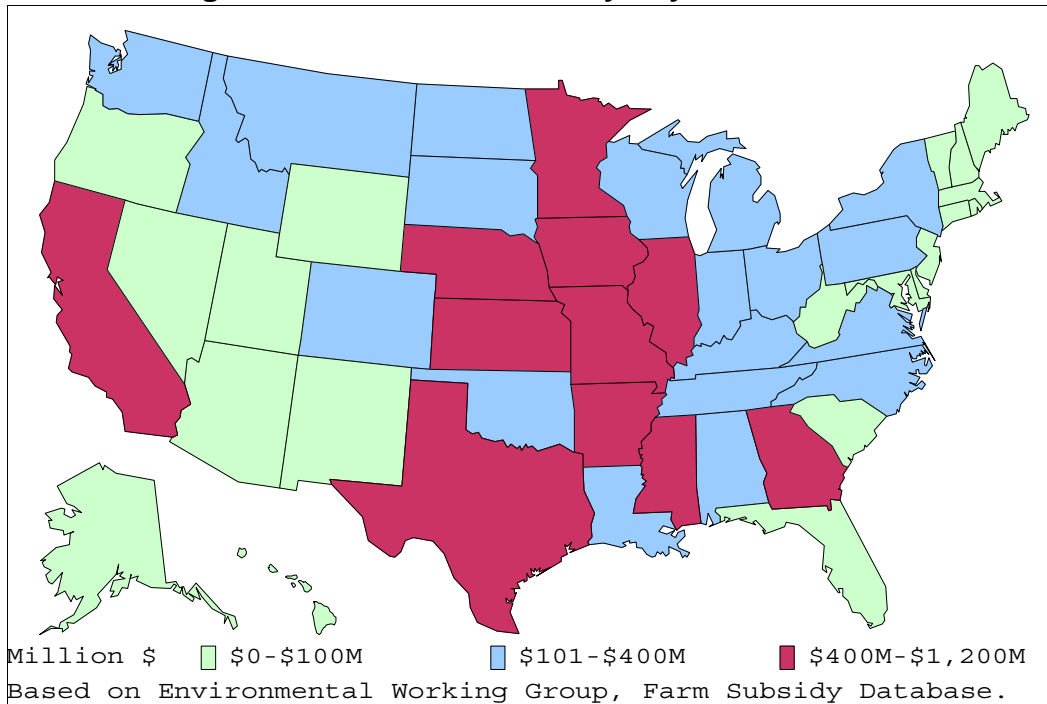 Million $ $0-$100M $101-$400M $400M-$1,200M
Based on Environmental Working Group, Farm Subsidy Database.